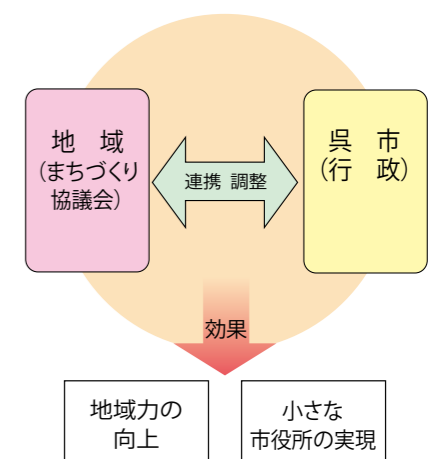 地　域
(まちづくり
協議会)
連携 調整
呉　市
(行　政)
効果
地域力の
向上
小さな
市役所の実現